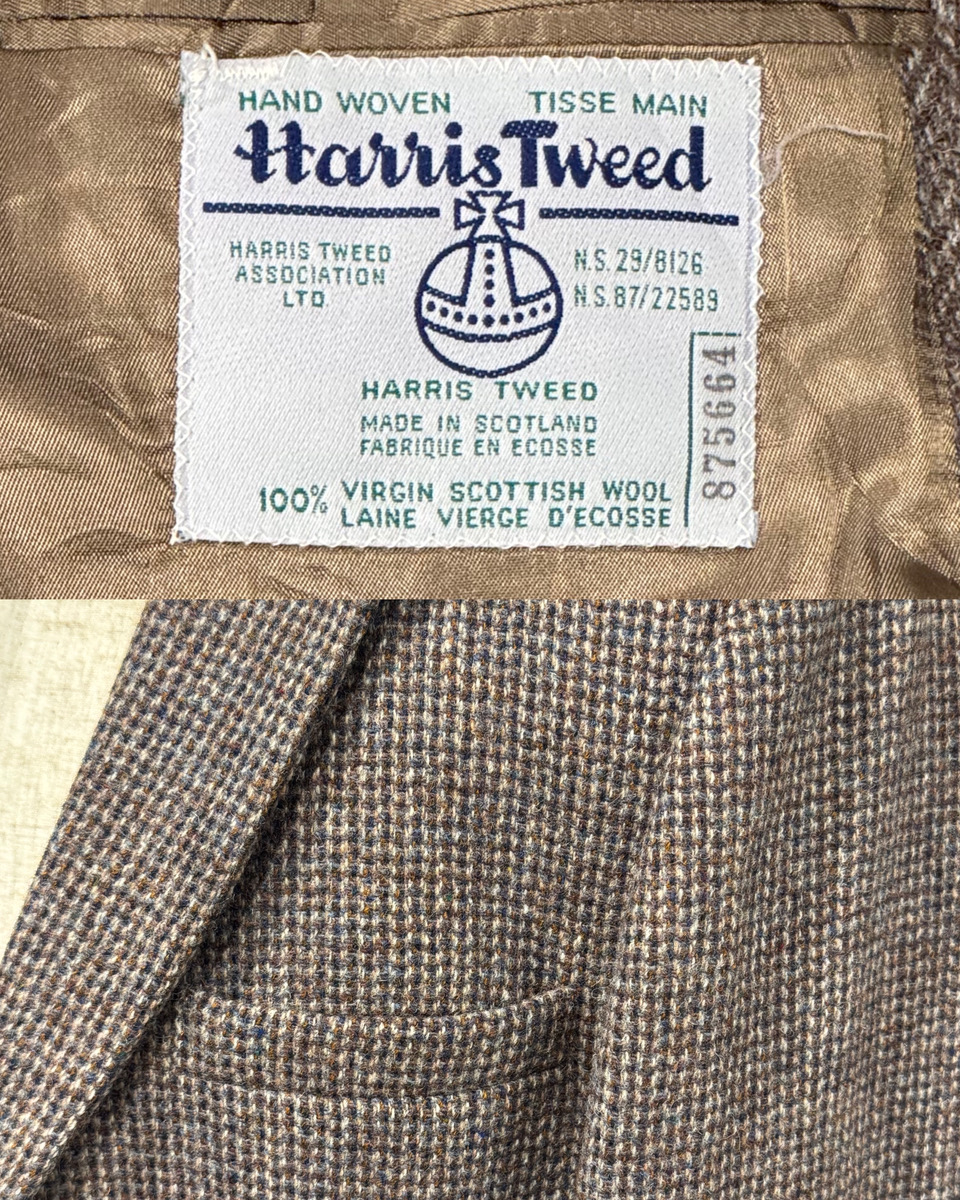 HAND WOVEN TISSE MAIN
Harris Tweed
HARRIS TWEED
ASSOCIATION
LTD
N.S. 29/8126
N.S. 87/22589
HARRIS TWEED
MADE IN SCOTLAND
FABRIQUE EN ECOSSE
100% VIRGIN SCOTTISH WOOL
LAINE VIERGE D'ECOSSE
875664